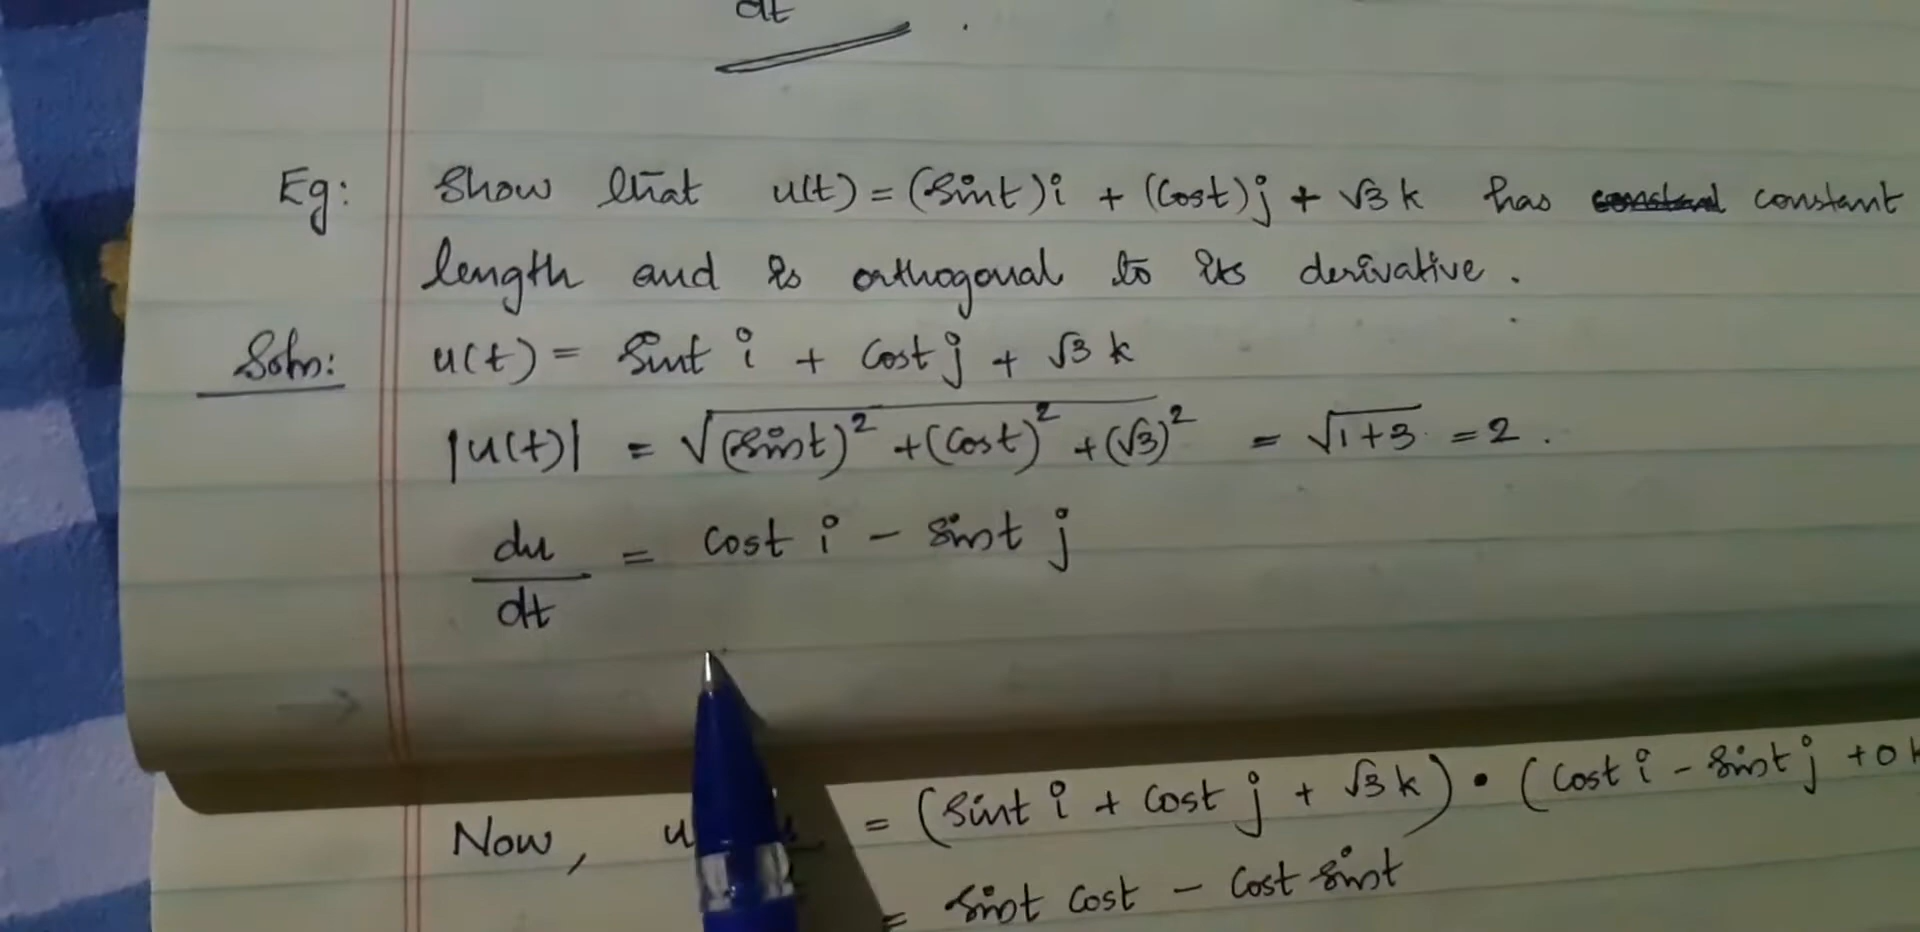 dt
Eg: Show that u(t) = (sint)i + (cost)j + √3 k has constant
length and is orthogonal to its derivative.
Soln: u(t) = sint i + cost j + √3 k
|u(t)| = √(sint)² + (cost)² + (√3)² = √1+3 = 2.
du/dt = cost i - sint j
Now, u = (sint i + cost j + √3 k) • (cost i - sint j + 0
= sint cost - cost sint